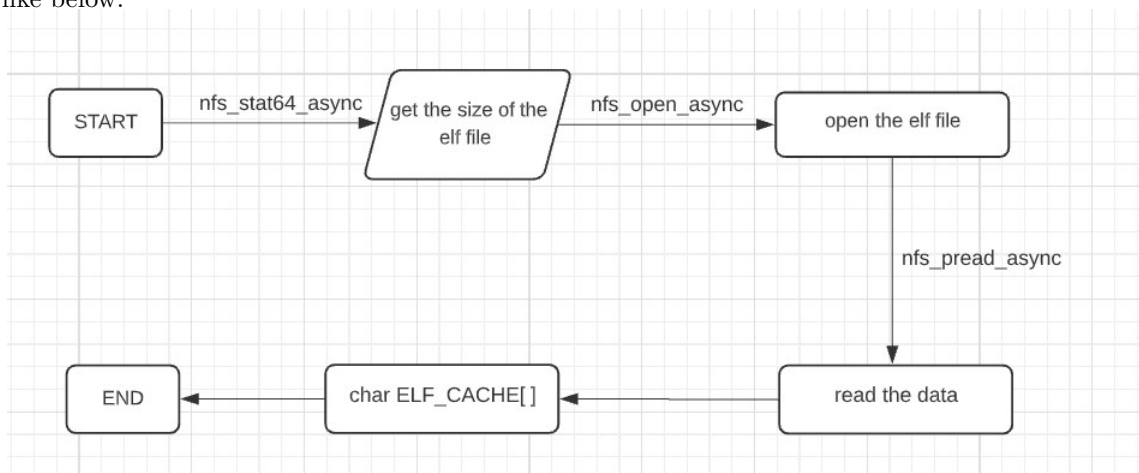 like below:
nfs_stat64_async
nfs_open_async
START
get the size of the
elf file
open the elf file
nfs_pread_async
END
char ELF_CACHE[ ]
read the data